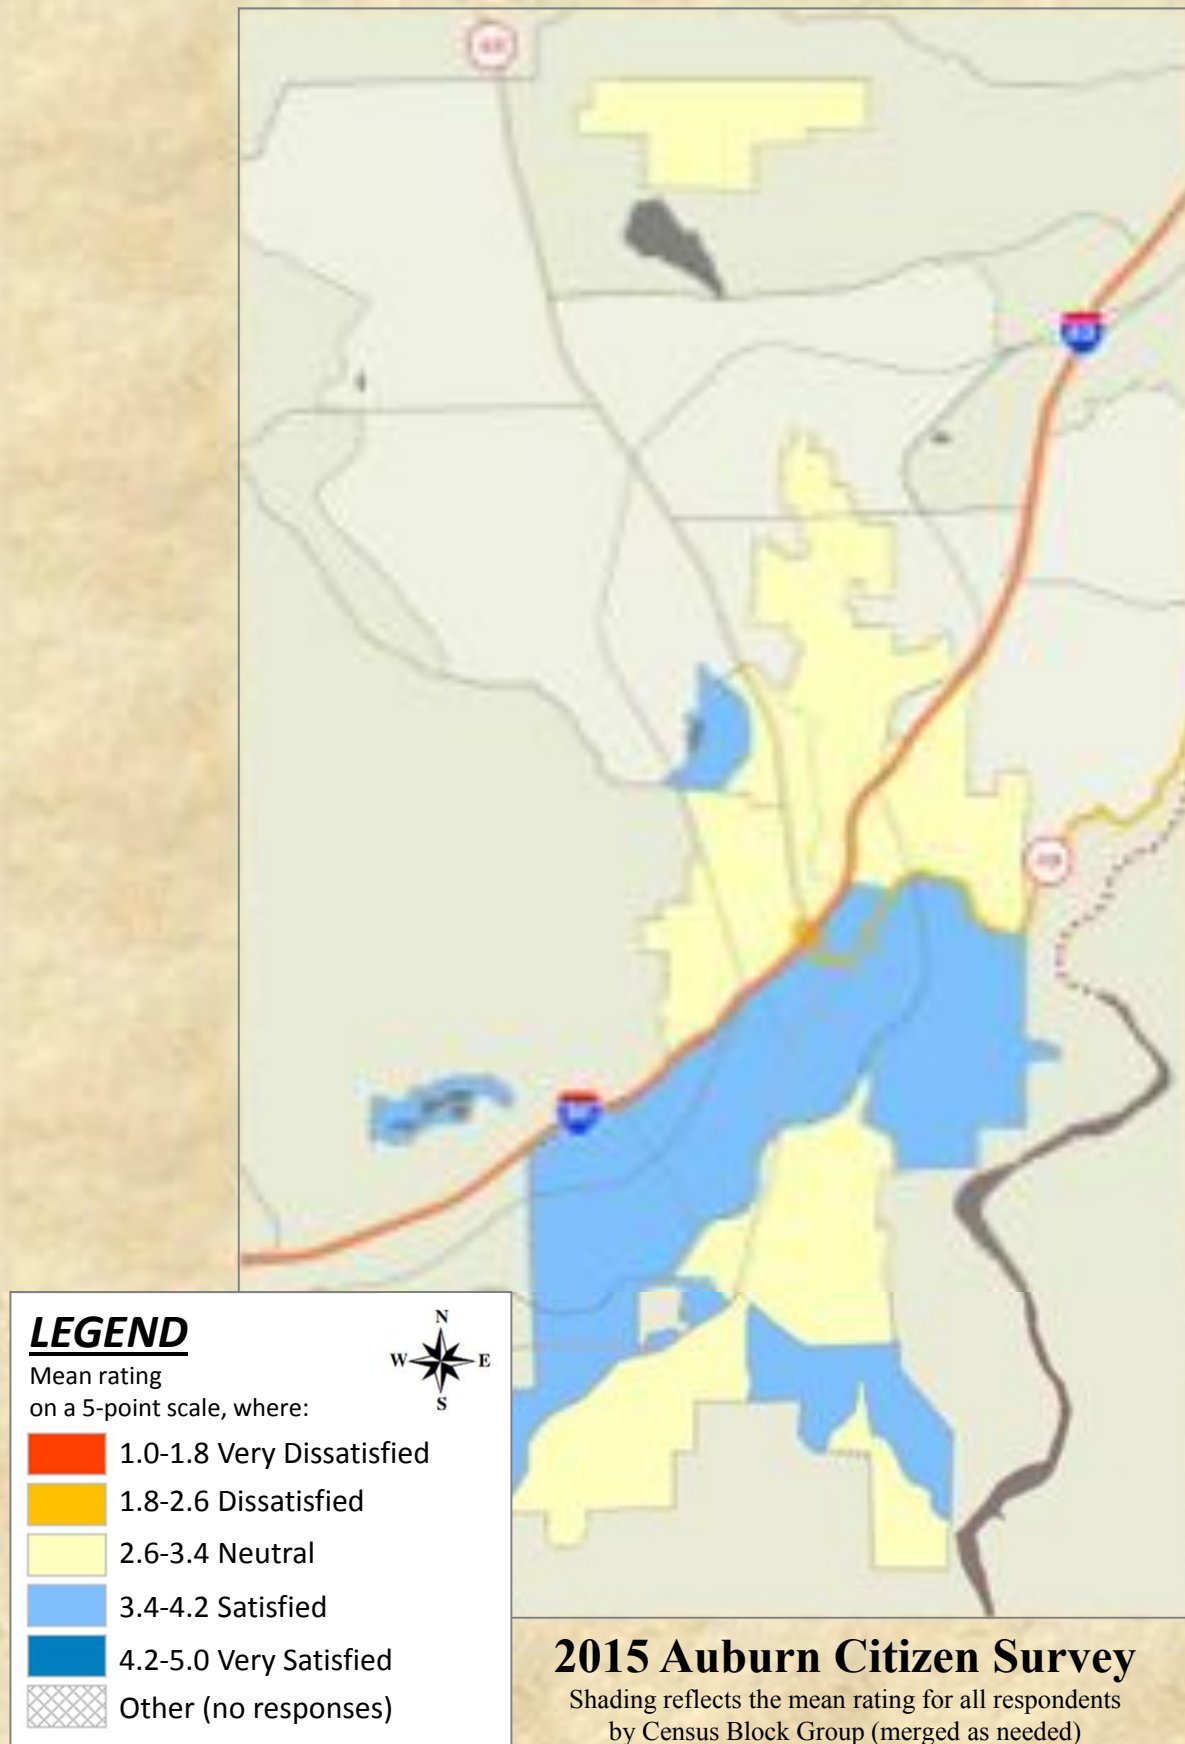 LEGEND
Mean rating
on a 5-point scale, where:
N
W E
S
1.0-1.8 Very Dissatisfied
1.8-2.6 Dissatisfied
2.6-3.4 Neutral
3.4-4.2 Satisfied
4.2-5.0 Very Satisfied
Other (no responses)
2015 Auburn Citizen Survey
Shading reflects the mean rating for all respondents
by Census Block Group (merged as needed)